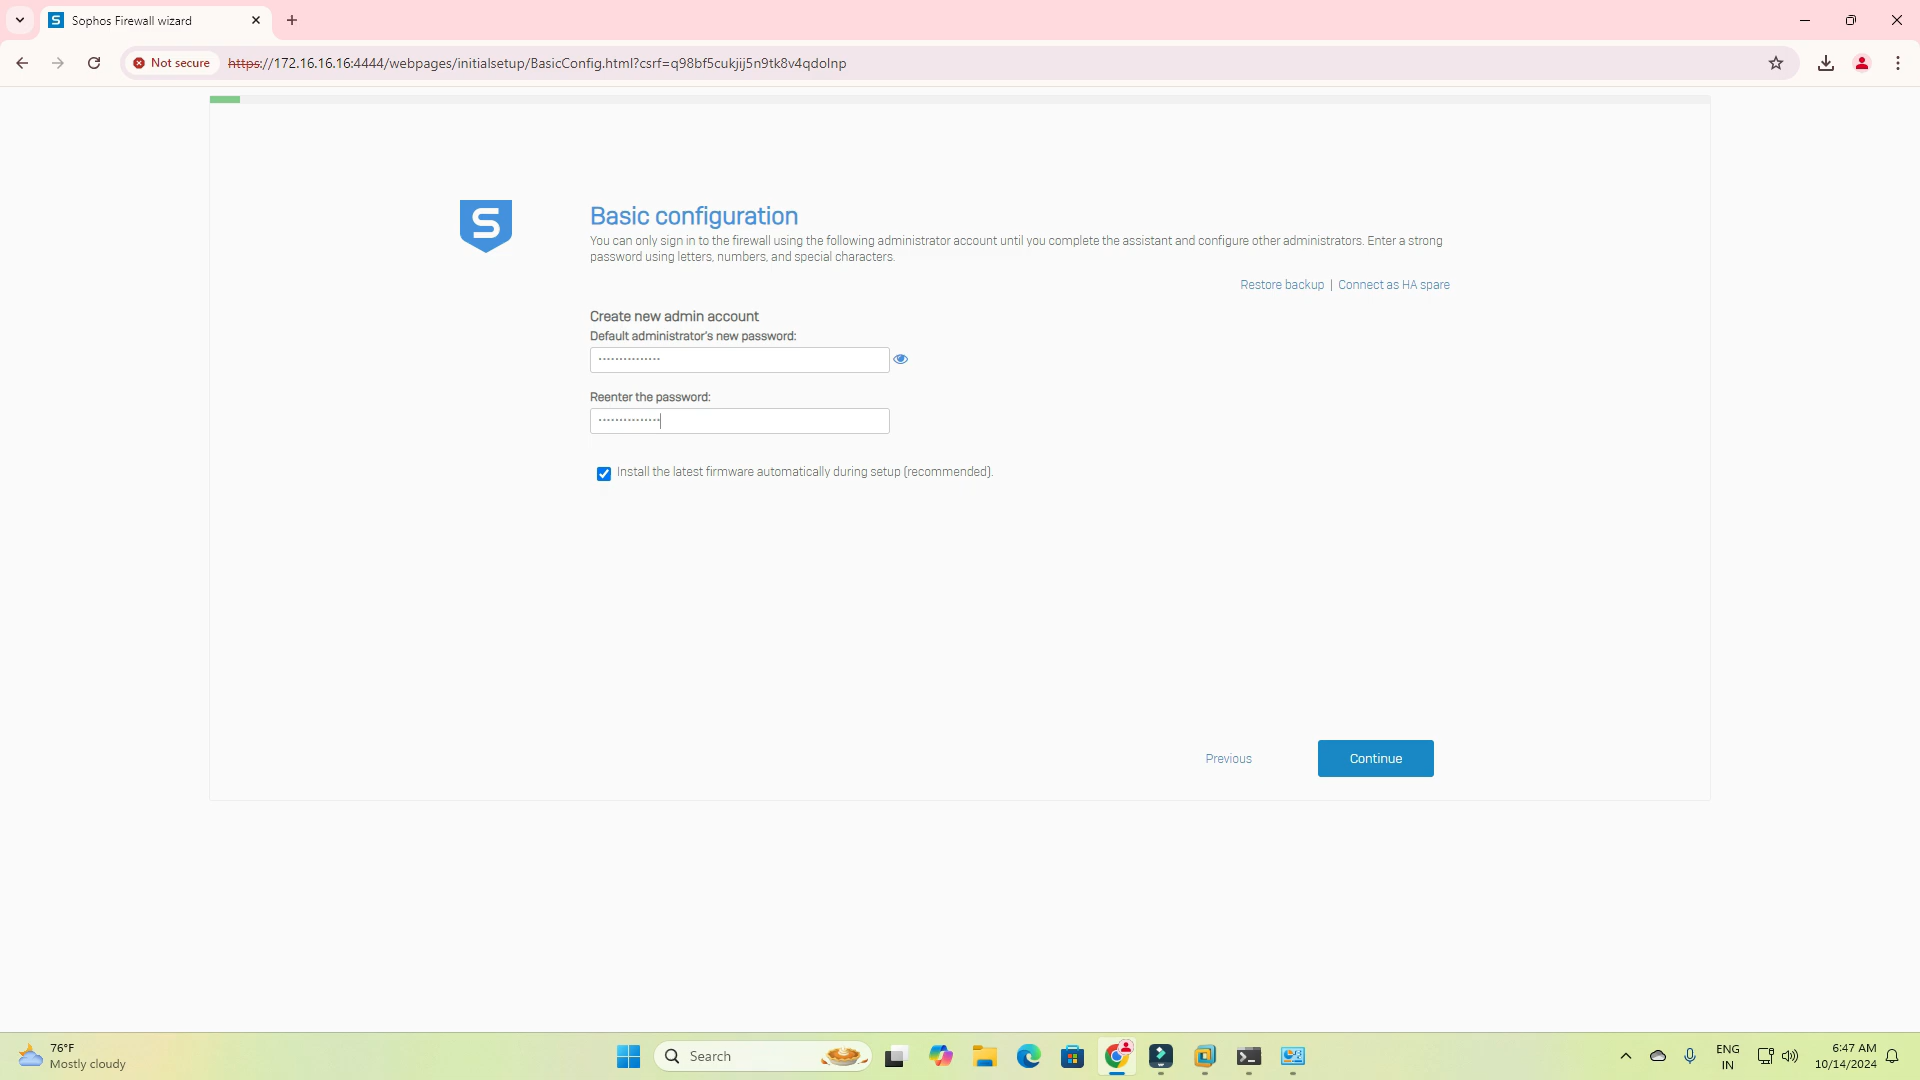 Sophos Firewall wizard
Not secure
https://172.16.16.16:4444/webpages/initialsetup/BasicConfig.html?csrf=q98bf5cukjij5n9tk8v4qdolnp
S
Basic configuration
You can only sign in to the firewall using the following administrator account until you complete the assistant and configure other administrators. Enter a strong
password using letters, numbers, and special characters.
Restore backup | Connect as HA spare
Create new admin account
Default administrator's new password:
Reenter the password:
Install the latest firmware automatically during setup (recommended).
Previous
Continue
76°F
Mostly cloudy
Search
ENG
IN
6:47 AM
10/14/2024